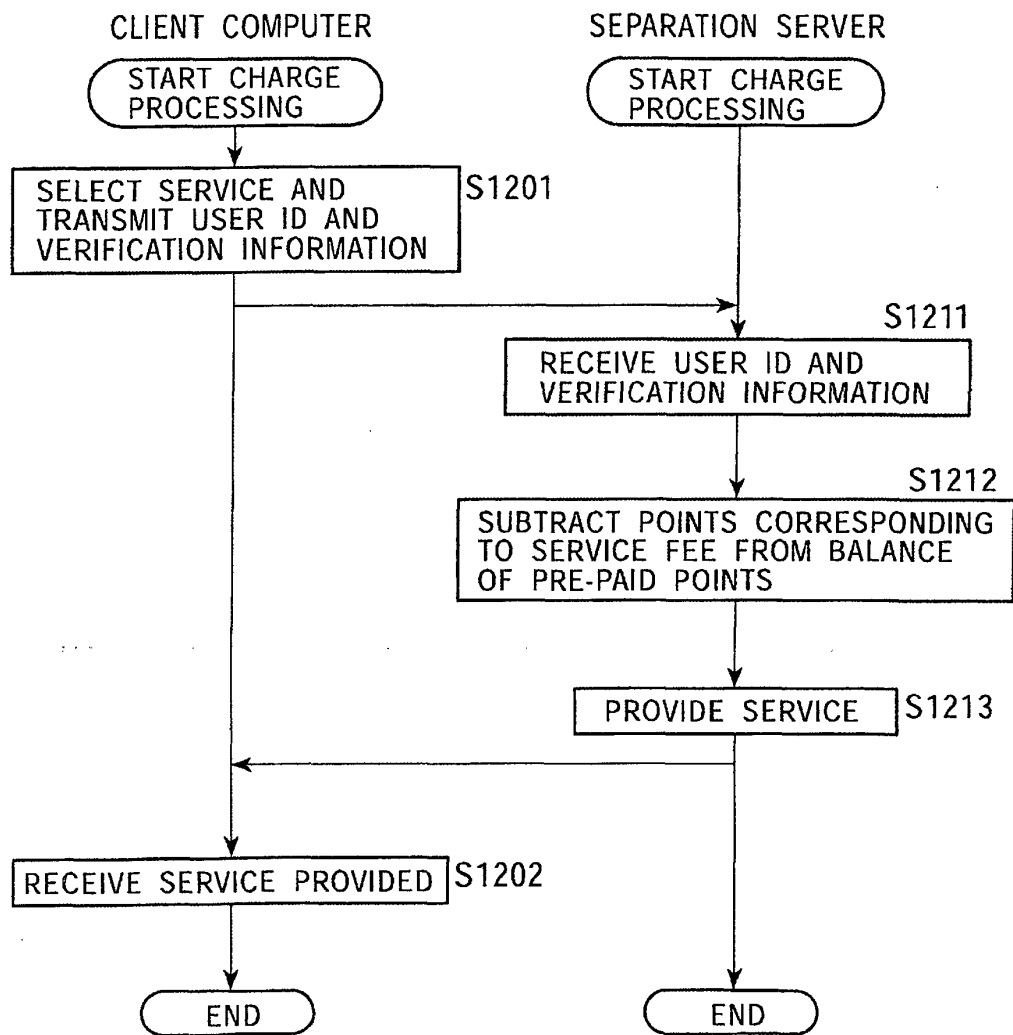 CLIENT COMPUTER
SEPARATION SERVER
START CHARGE
PROCESSING
START CHARGE
PROCESSING
SELECT SERVICE AND
TRANSMIT USER ID AND
VERIFICATION INFORMATION
S1201
S1211
RECEIVE USER ID AND
VERIFICATION INFORMATION
S1212
SUBTRACT POINTS CORRESPONDING
TO SERVICE FEE FROM BALANCE
OF PRE-PAID POINTS
PROVIDE SERVICE
S1213
RECEIVE SERVICE PROVIDED
S1202
END
END